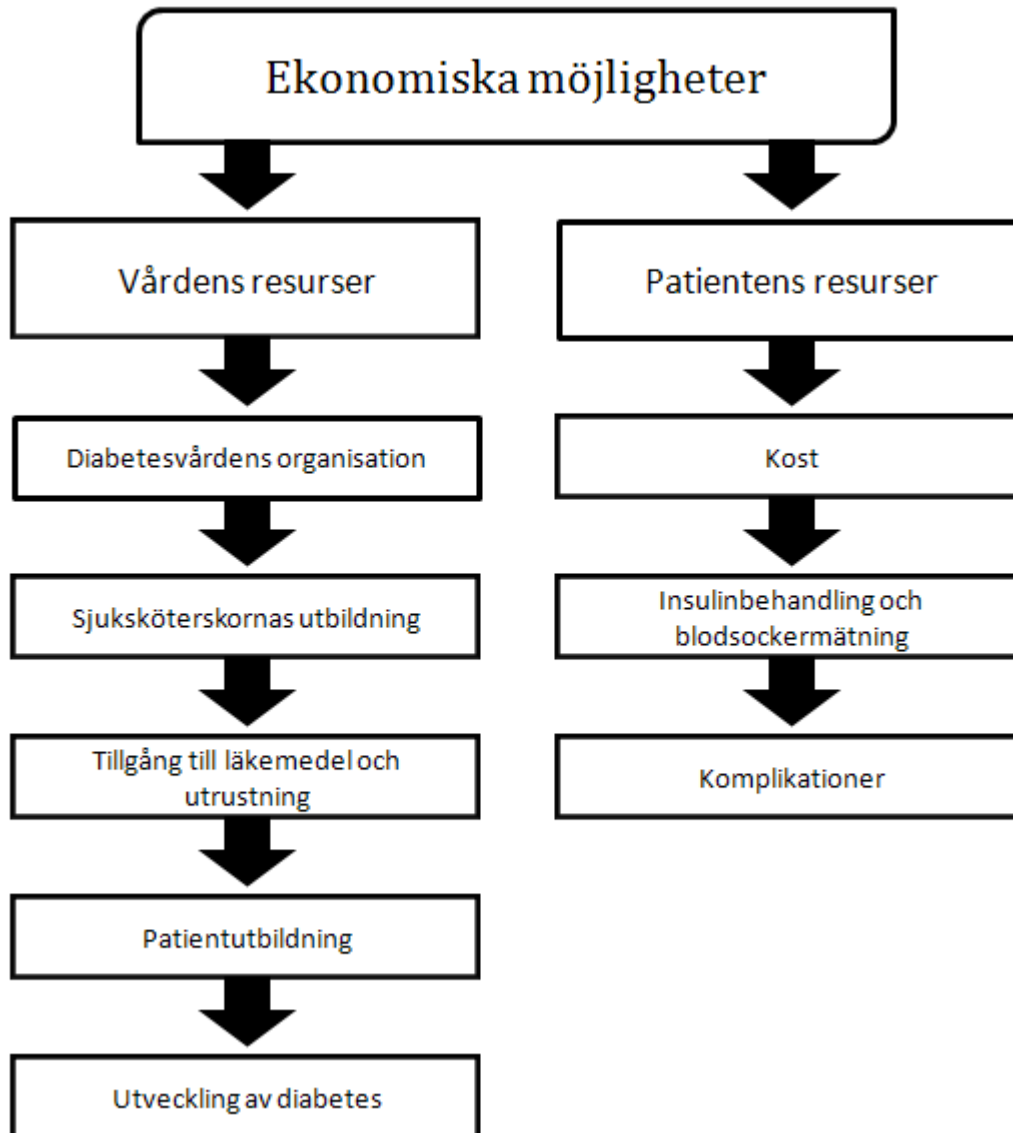 Ekonomiska möjligheter
Vårdens resurser
Patientens resurser
Diabetesvårdens organisation
Kost
Sjuksköterskornas utbildning
Insulinbehandling och
blodsockermätning
Tillgång till läkemedel och
utrustning
Komplikationer
Patientutbildning
Utveckling av diabetes